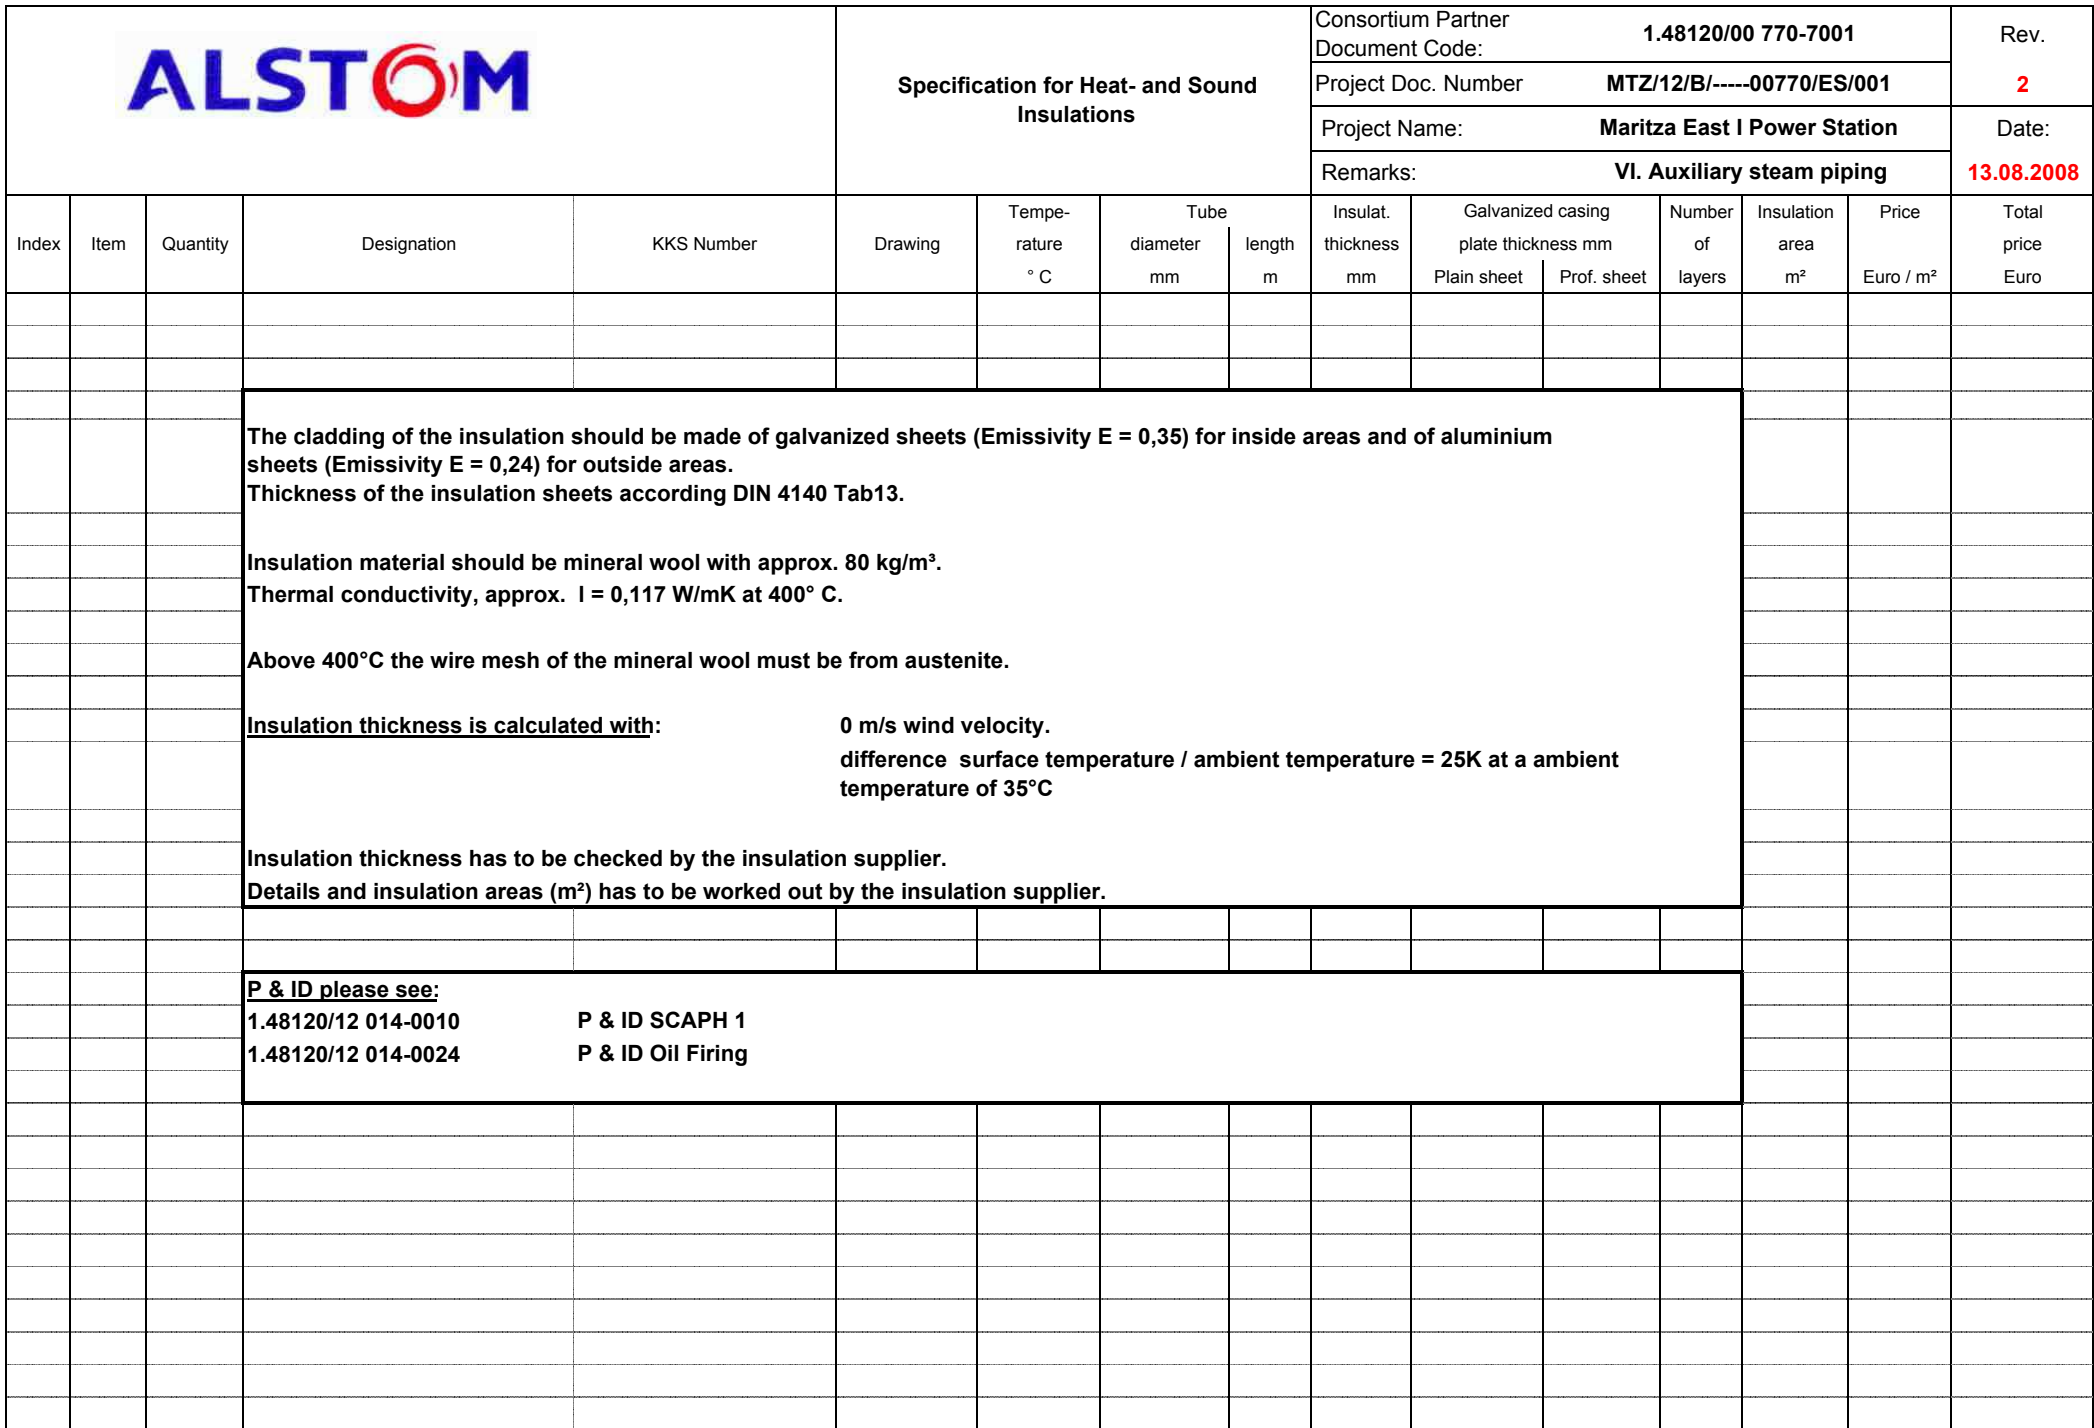 ALSTOM
Specification for Heat- and Sound
Insulations
Consortium Partner
Document Code:
1.48120/00 770-7001
Rev.
Project Doc. Number
MTZ/12/B/-----00770/ES/001
2
Project Name:
Maritza East I Power Station
Date:
Remarks:
VI. Auxiliary steam piping
13.08.2008
Tempe-
Tube
Insulat.
Galvanized casing
Number
Insulation
Price
Total
Index
Item
Quantity
Designation
KKS Number
Drawing
rature
diameter
length
thickness
plate thickness mm
of
area
price
° C
mm
m
mm
Plain sheet
Prof. sheet
layers
m²
Euro / m²
Euro
The cladding of the insulation should be made of galvanized sheets (Emissivity E = 0,35) for inside areas and of aluminium
sheets (Emissivity E = 0,24) for outside areas.
Thickness of the insulation sheets according DIN 4140 Tab13.
Insulation material should be mineral wool with approx. 80 kg/m³.
Thermal conductivity, approx.  l = 0,117 W/mK at 400° C.
Above 400°C the wire mesh of the mineral wool must be from austenite.
Insulation thickness is calculated with:
0 m/s wind velocity.
difference  surface temperature / ambient temperature = 25K at a ambient
temperature of 35°C
Insulation thickness has to be checked by the insulation supplier.
Details and insulation areas (m²) has to be worked out by the insulation supplier.
P & ID please see:
1.48120/12 014-0010
P & ID SCAPH 1
1.48120/12 014-0024
P & ID Oil Firing